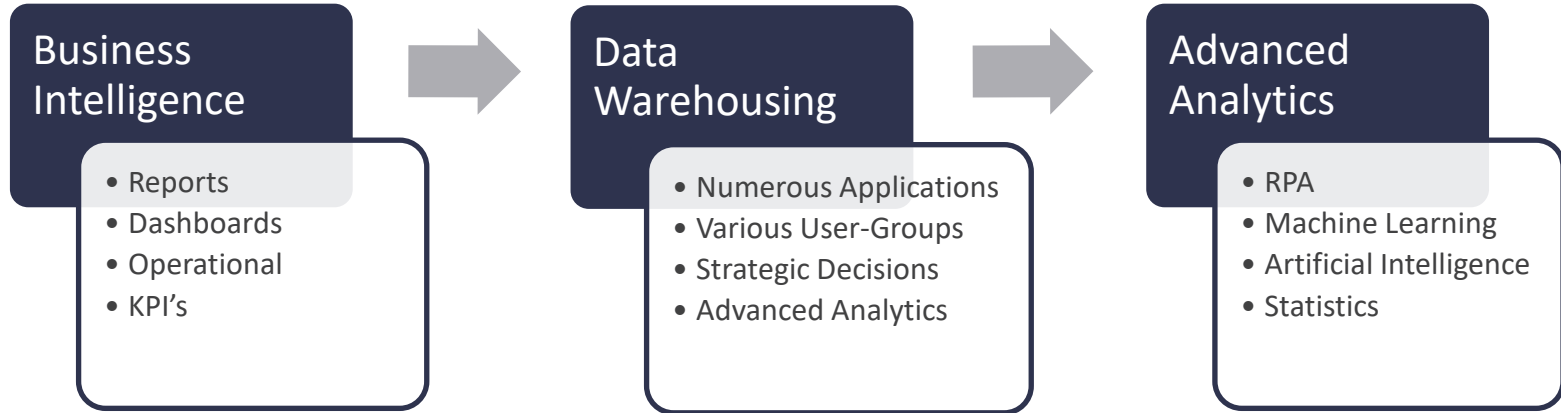 Business
Intelligence
• Reports
• Dashboards
• Operational
• KPI’s
Data
Warehousing
• Numerous Applications
• Various User-Groups
• Strategic Decisions
• Advanced Analytics
Advanced
Analytics
• RPA
• Machine Learning
• Artificial Intelligence
• Statistics